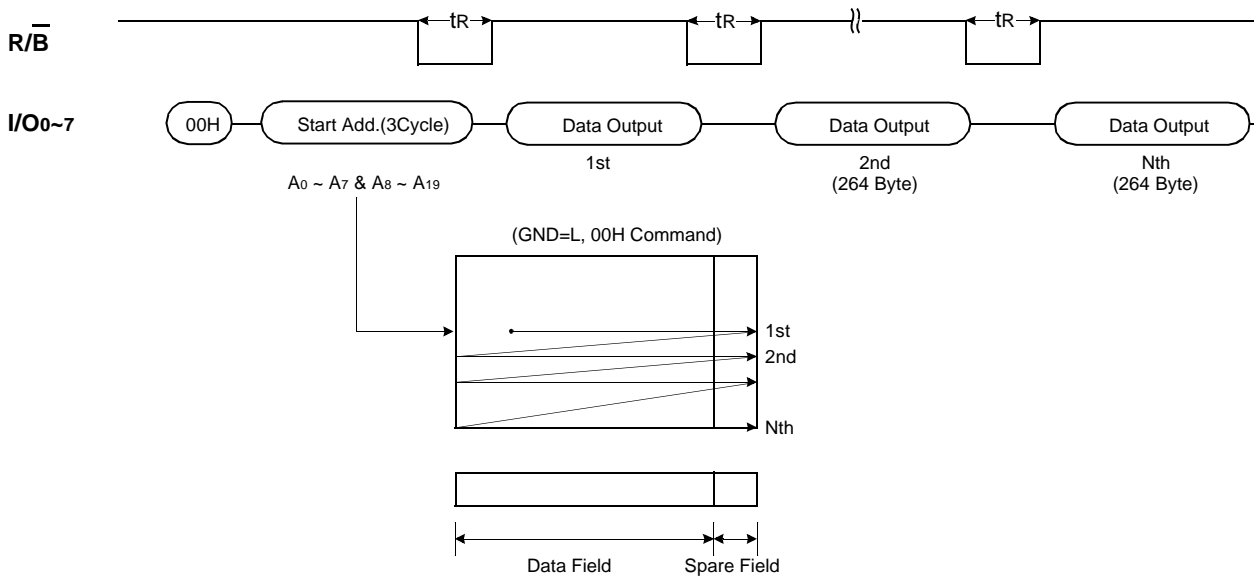 tR tR tR
R/B̅
I/O0~7
00H Start Add.(3Cycle) Data Output Data Output Data Output
1st 2nd Nth
(264 Byte) (264 Byte)
A0 ~ A7 & A8 ~ A19
(GND=L, 00H Command)
1st
2nd
Nth
Data Field Spare Field